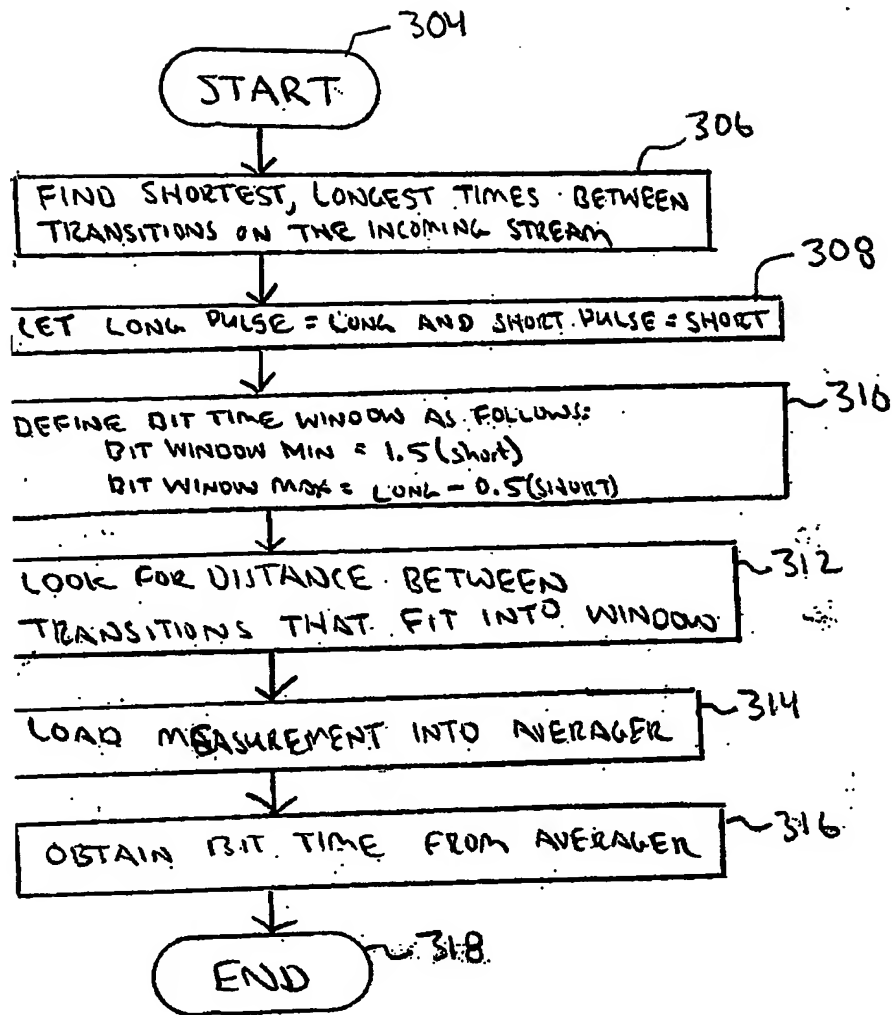 304
START
306
FIND SHORTEST, LONGEST TIMES BETWEEN
TRANSITIONS ON THE INCOMING STREAM
308
LET LONG PULSE = LONG AND SHORT PULSE = SHORT
310
DEFINE BIT TIME WINDOW AS FOLLOWS:
BIT WINDOW MIN = 1.5(short)
BIT WINDOW MAX = LONG - 0.5(SHORT)
312
LOOK FOR DISTANCE BETWEEN
TRANSITIONS THAT FIT INTO WINDOW
314
LOAD MEASUREMENT INTO AVERAGER
316
OBTAIN BIT TIME FROM AVERAGER
318
END